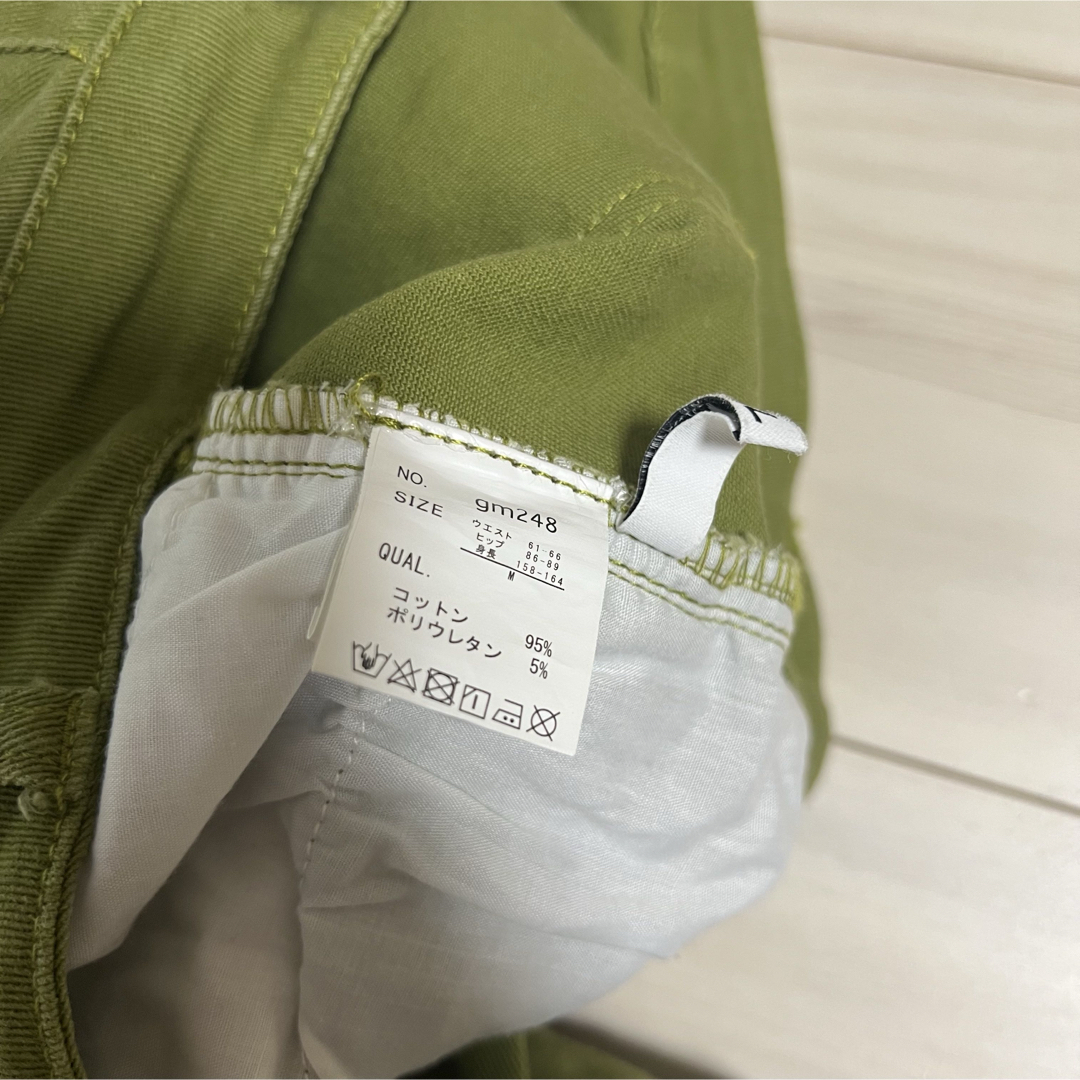 NO. gm248
SIZE
ウエスト 61-66
ヒップ 86-89
身長 158-164
M
QUAL.
コットン 95%
ポリウレタン 5%